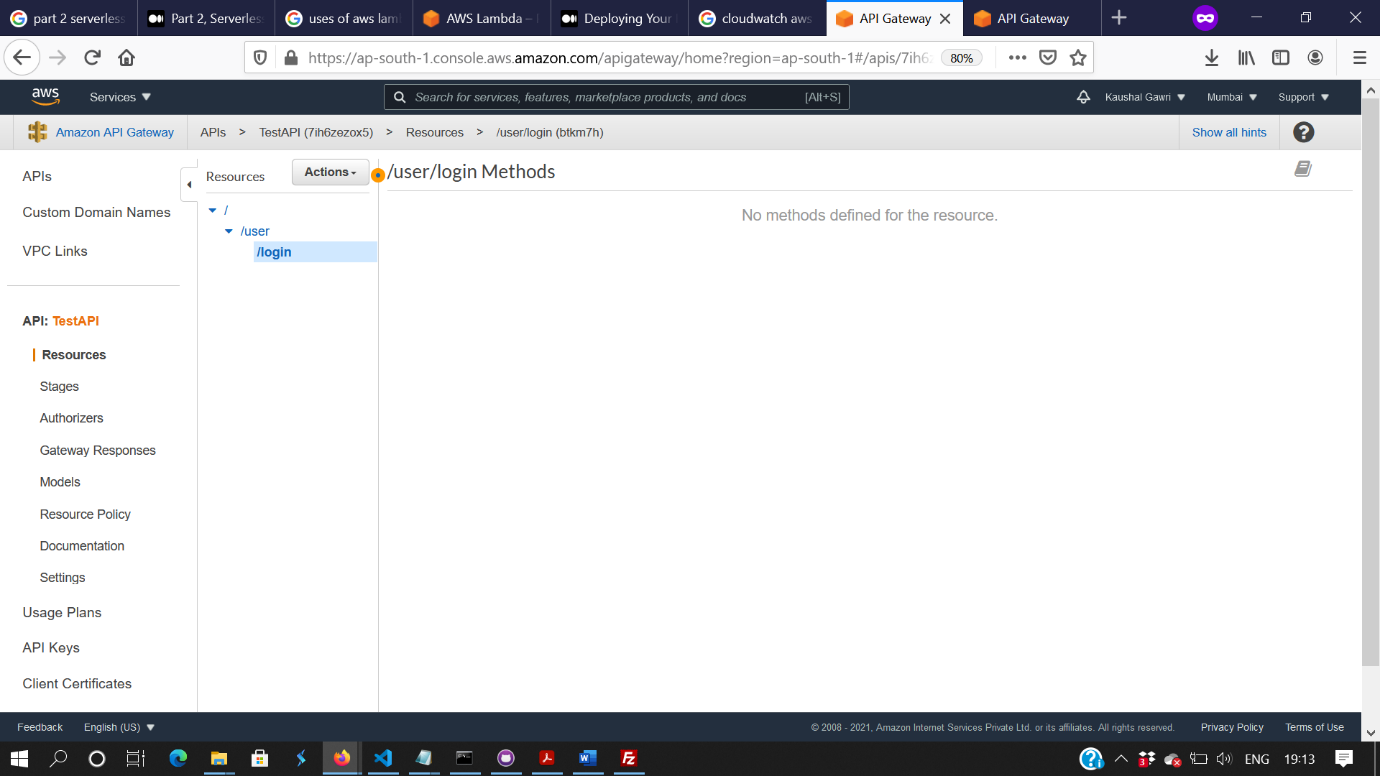 part 2 serverless
Part 2, Serverless
uses of aws lam
AWS Lambda –
Deploying Your
cloudwatch aws
API Gateway
API Gateway
https://ap-south-1.console.aws.amazon.com/apigateway/home?region=ap-south-1#/apis/7ih6z
80%
aws
Services
Search for services, features, marketplace products, and docs [Alt+S]
Kaushal Gawri
Mumbai
Support
Amazon API Gateway
APIs > TestAPI (7ih6zezox5) > Resources > /user/login (btkm7h)
Show all hints
?
APIs
Custom Domain Names
VPC Links
API: TestAPI
Resources
Stages
Authorizers
Gateway Responses
Models
Resource Policy
Documentation
Settings
Usage Plans
API Keys
Client Certificates
Resources
Actions
/
/user
/login
/user/login Methods
No methods defined for the resource.
Feedback
English (US)
© 2008 - 2021, Amazon Internet Services Private Ltd. or its affiliates. All rights reserved.
Privacy Policy
Terms of Use
3
ENG
19:13